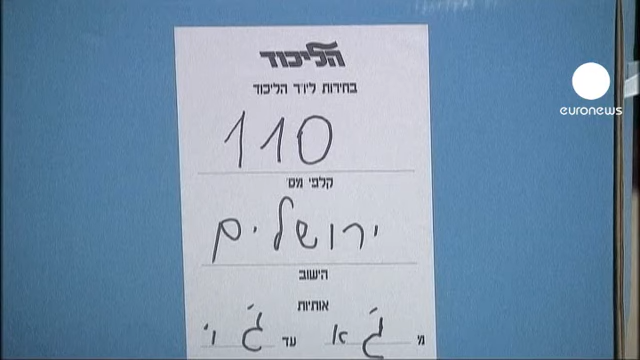 הליכוד
בחירות ליו"ר הליכוד
110
קלפי מס'
ירושלים
הישוב
אותיות
מ ג'א עד ג'י
euronews